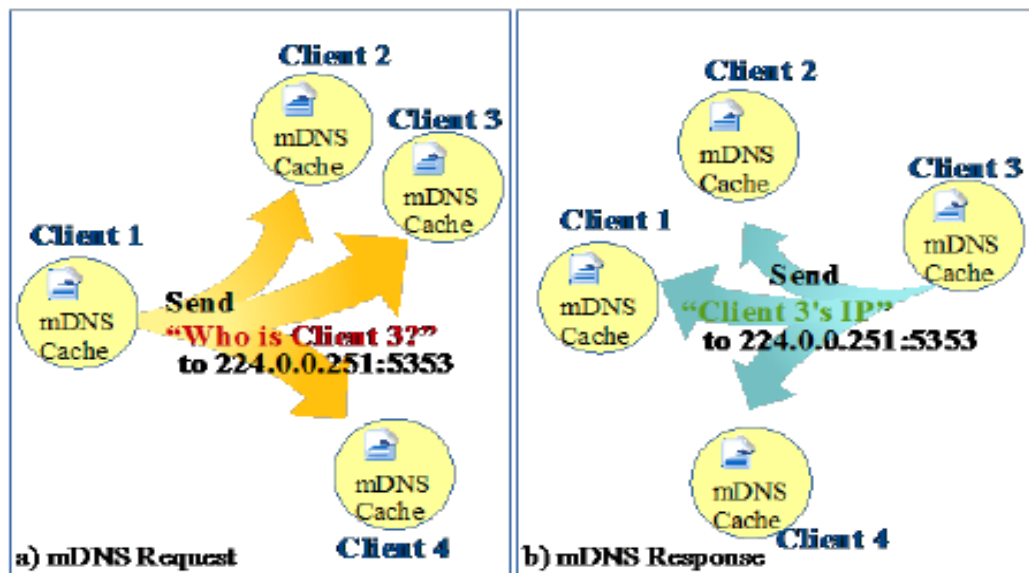 Client 2
mDNS
Cache
Client 3
mDNS
Cache
Client 1
mDNS
Cache
Send
“Who is Client 3?”
to 224.0.0.251:5353
mDNS
Cache
Client 4
a) mDNS Request
Client 2
mDNS
Cache
Client 3
mDNS
Cache
Client 1
mDNS
Cache
Send
“Client 3's IP”
to 224.0.0.251:5353
mDNS
Cache
Client 4
b) mDNS Response